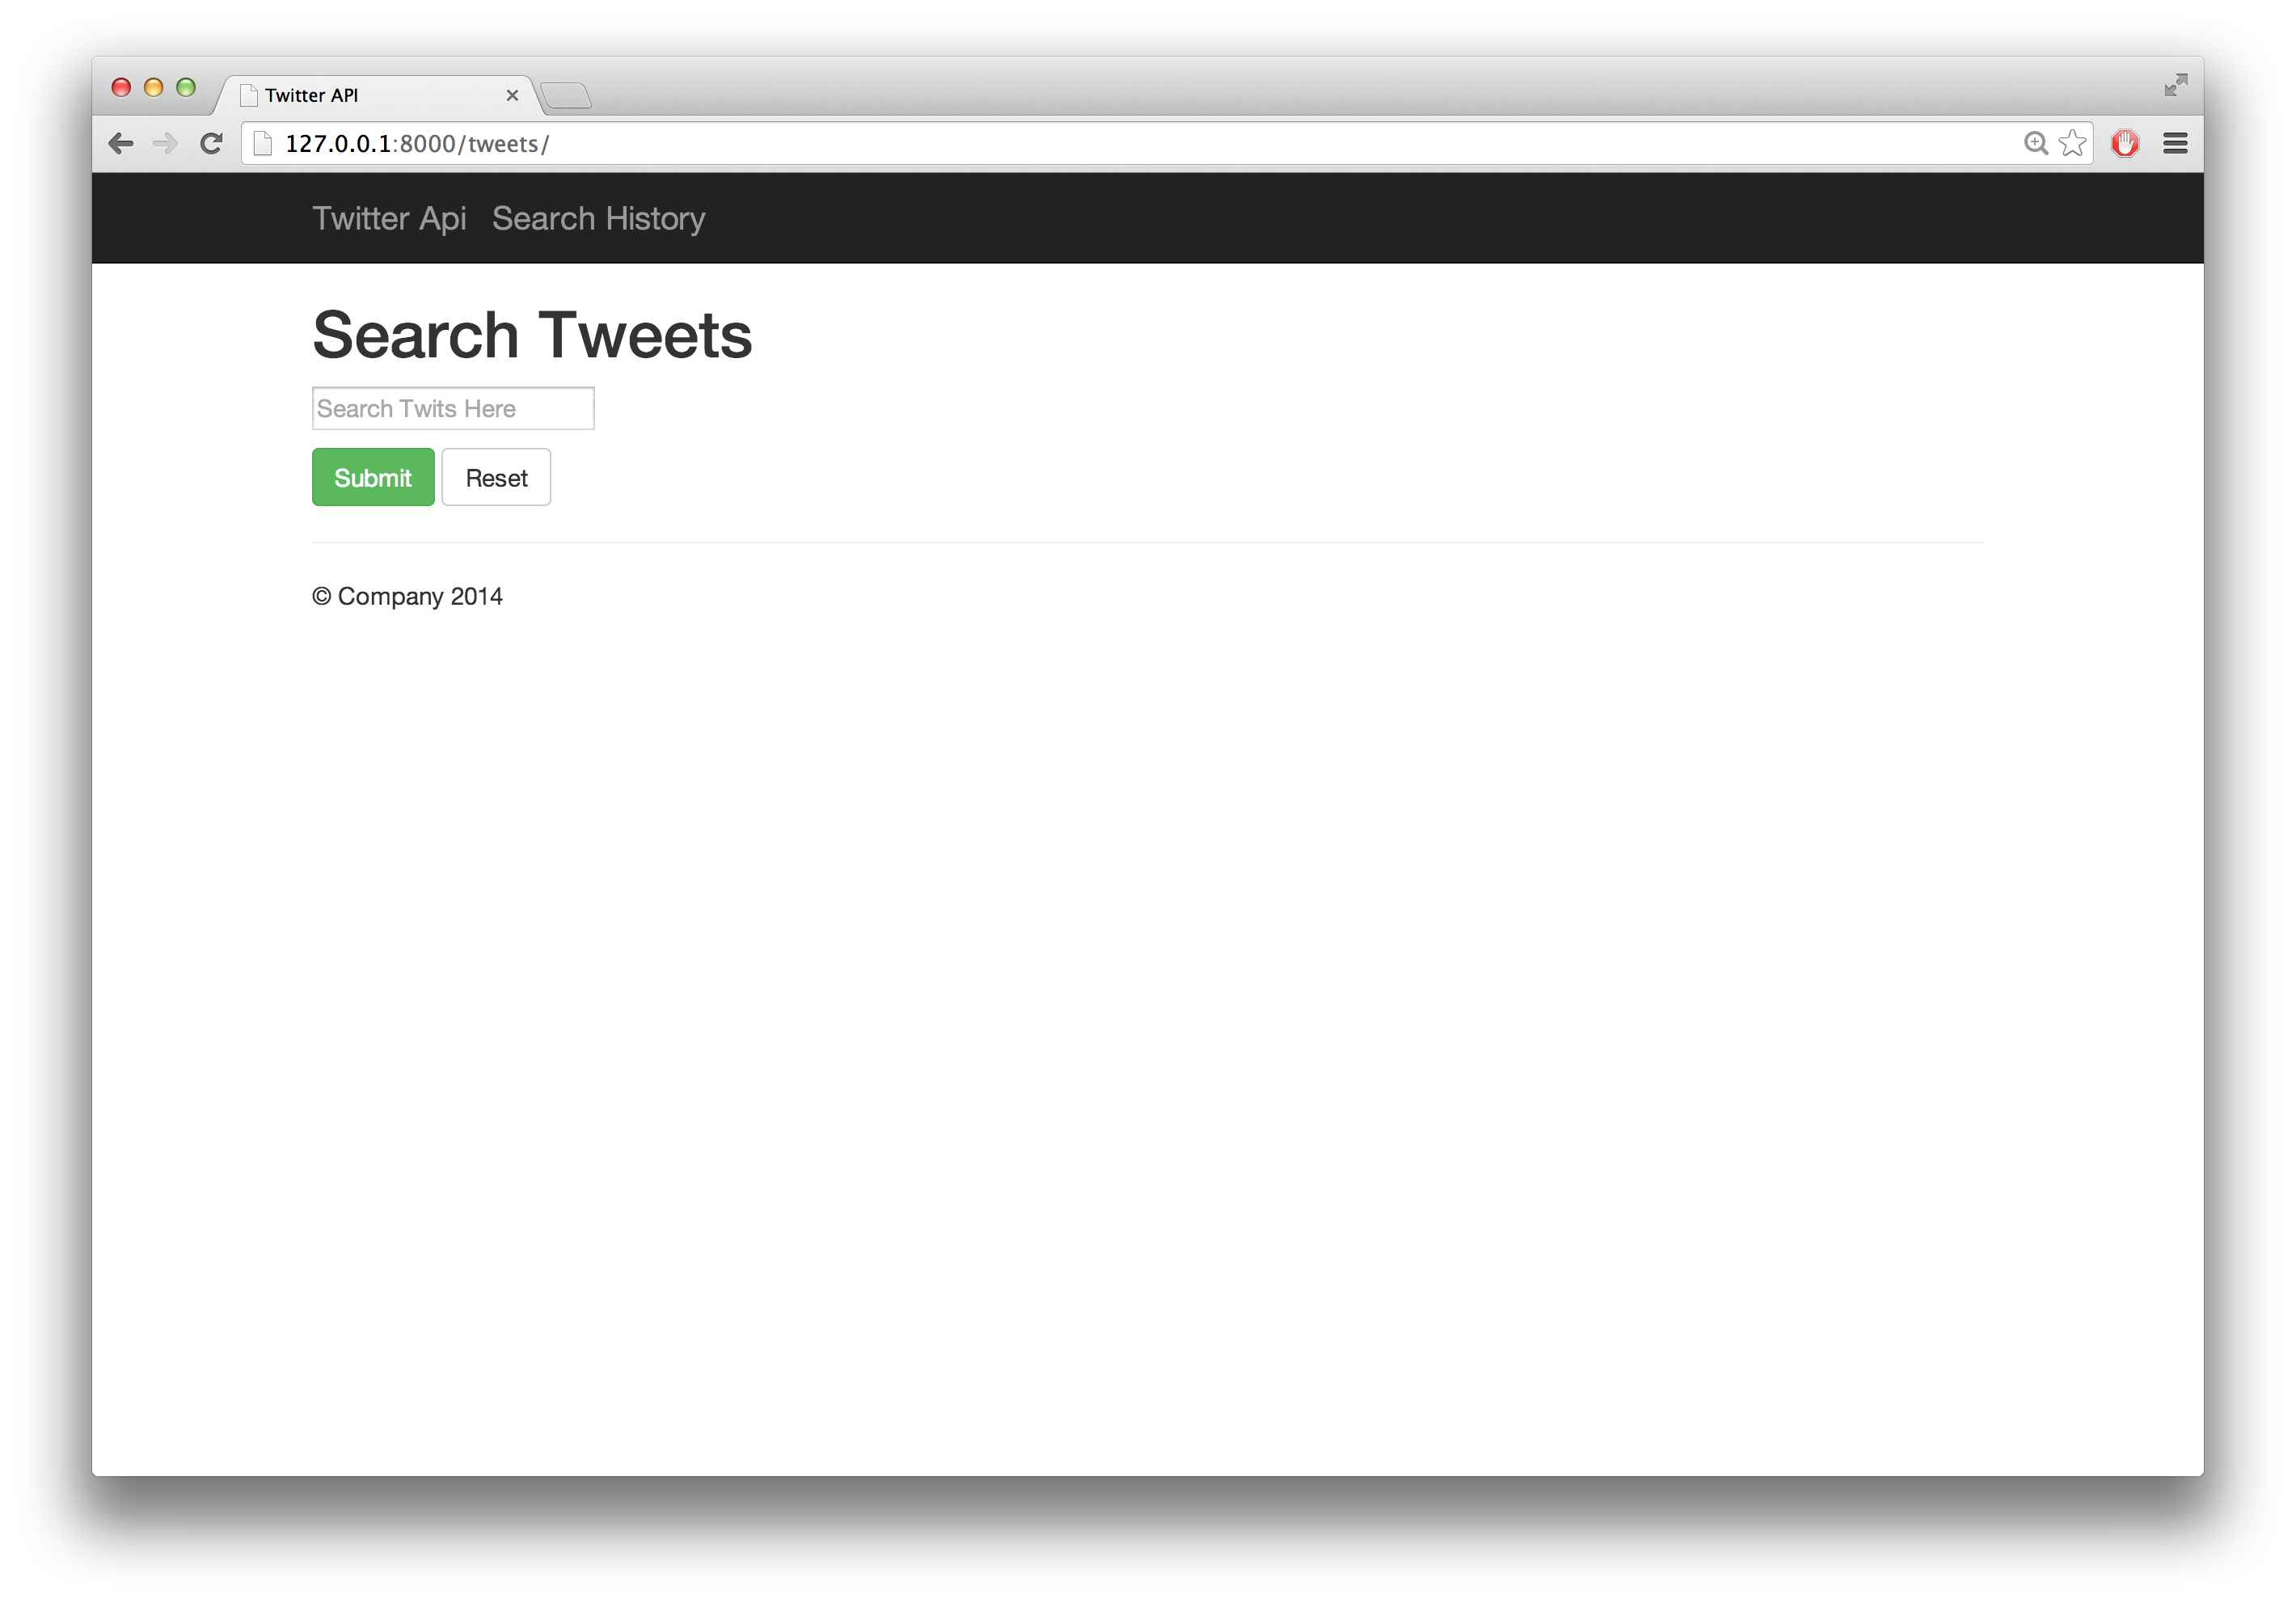 Twitter API
127.0.0.1:8000/tweets/
Twitter Api Search History
Search Tweets
Search Twits Here
Submit Reset
© Company 2014